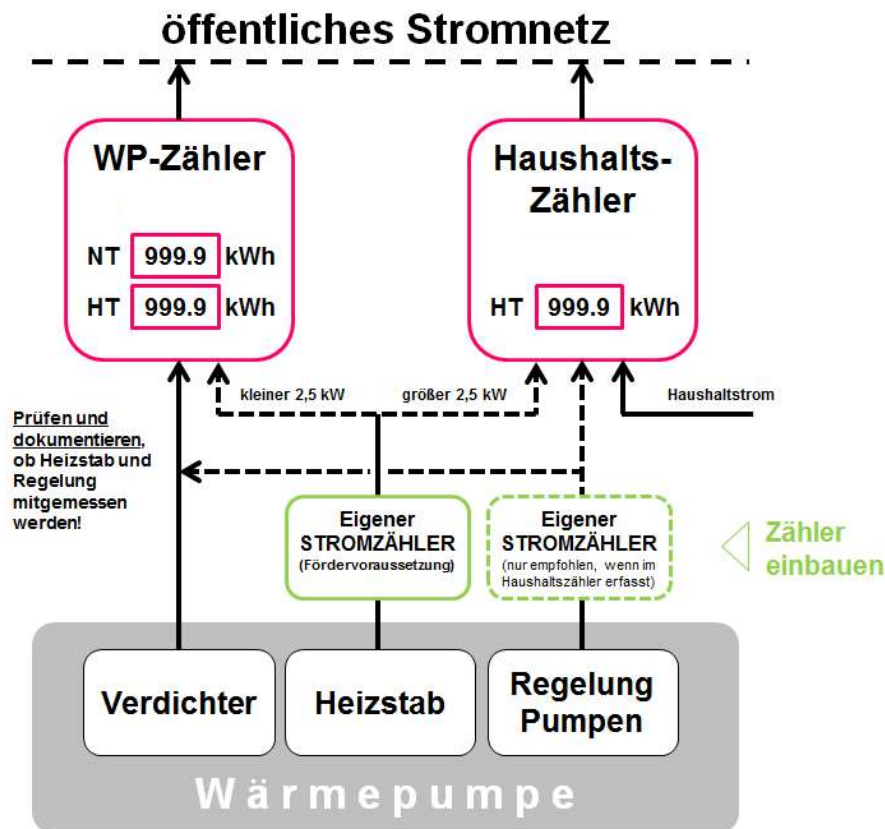 öffentliches Stromnetz
WP-Zähler
NT 999.9 kWh
HT 999.9 kWh
Haushalts-
Zähler
HT 999.9 kWh
kleiner 2,5 kW
größer 2,5 kW
Haushaltstrom
Prüfen und
dokumentieren,
ob Heizstab und
Regelung
mitgemessen
werden!
Eigener
STROMZÄHLER
(Fördervoraussetzung)
Eigener
STROMZÄHLER
(nur empfohlen, wenn im
Haushaltszähler erfasst)
Zähler
einbauen
Verdichter
Heizstab
Regelung
Pumpen
Wärmepumpe